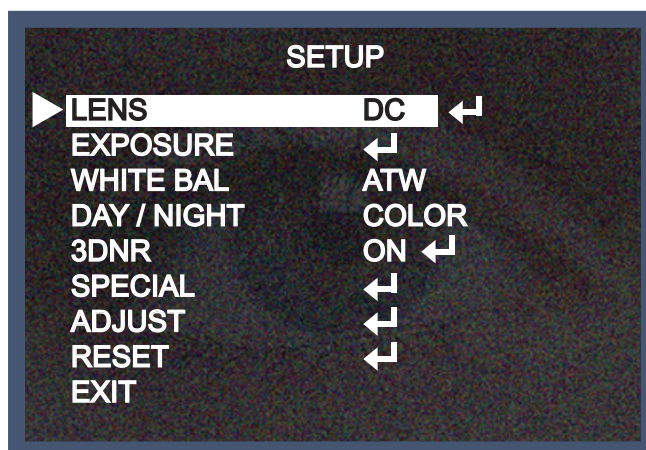 SETUP
LENS DC ↵
EXPOSURE ↵
WHITE BAL ATW
DAY / NIGHT COLOR
3DNR ON ↵
SPECIAL ↵
ADJUST ↵
RESET ↵
EXIT